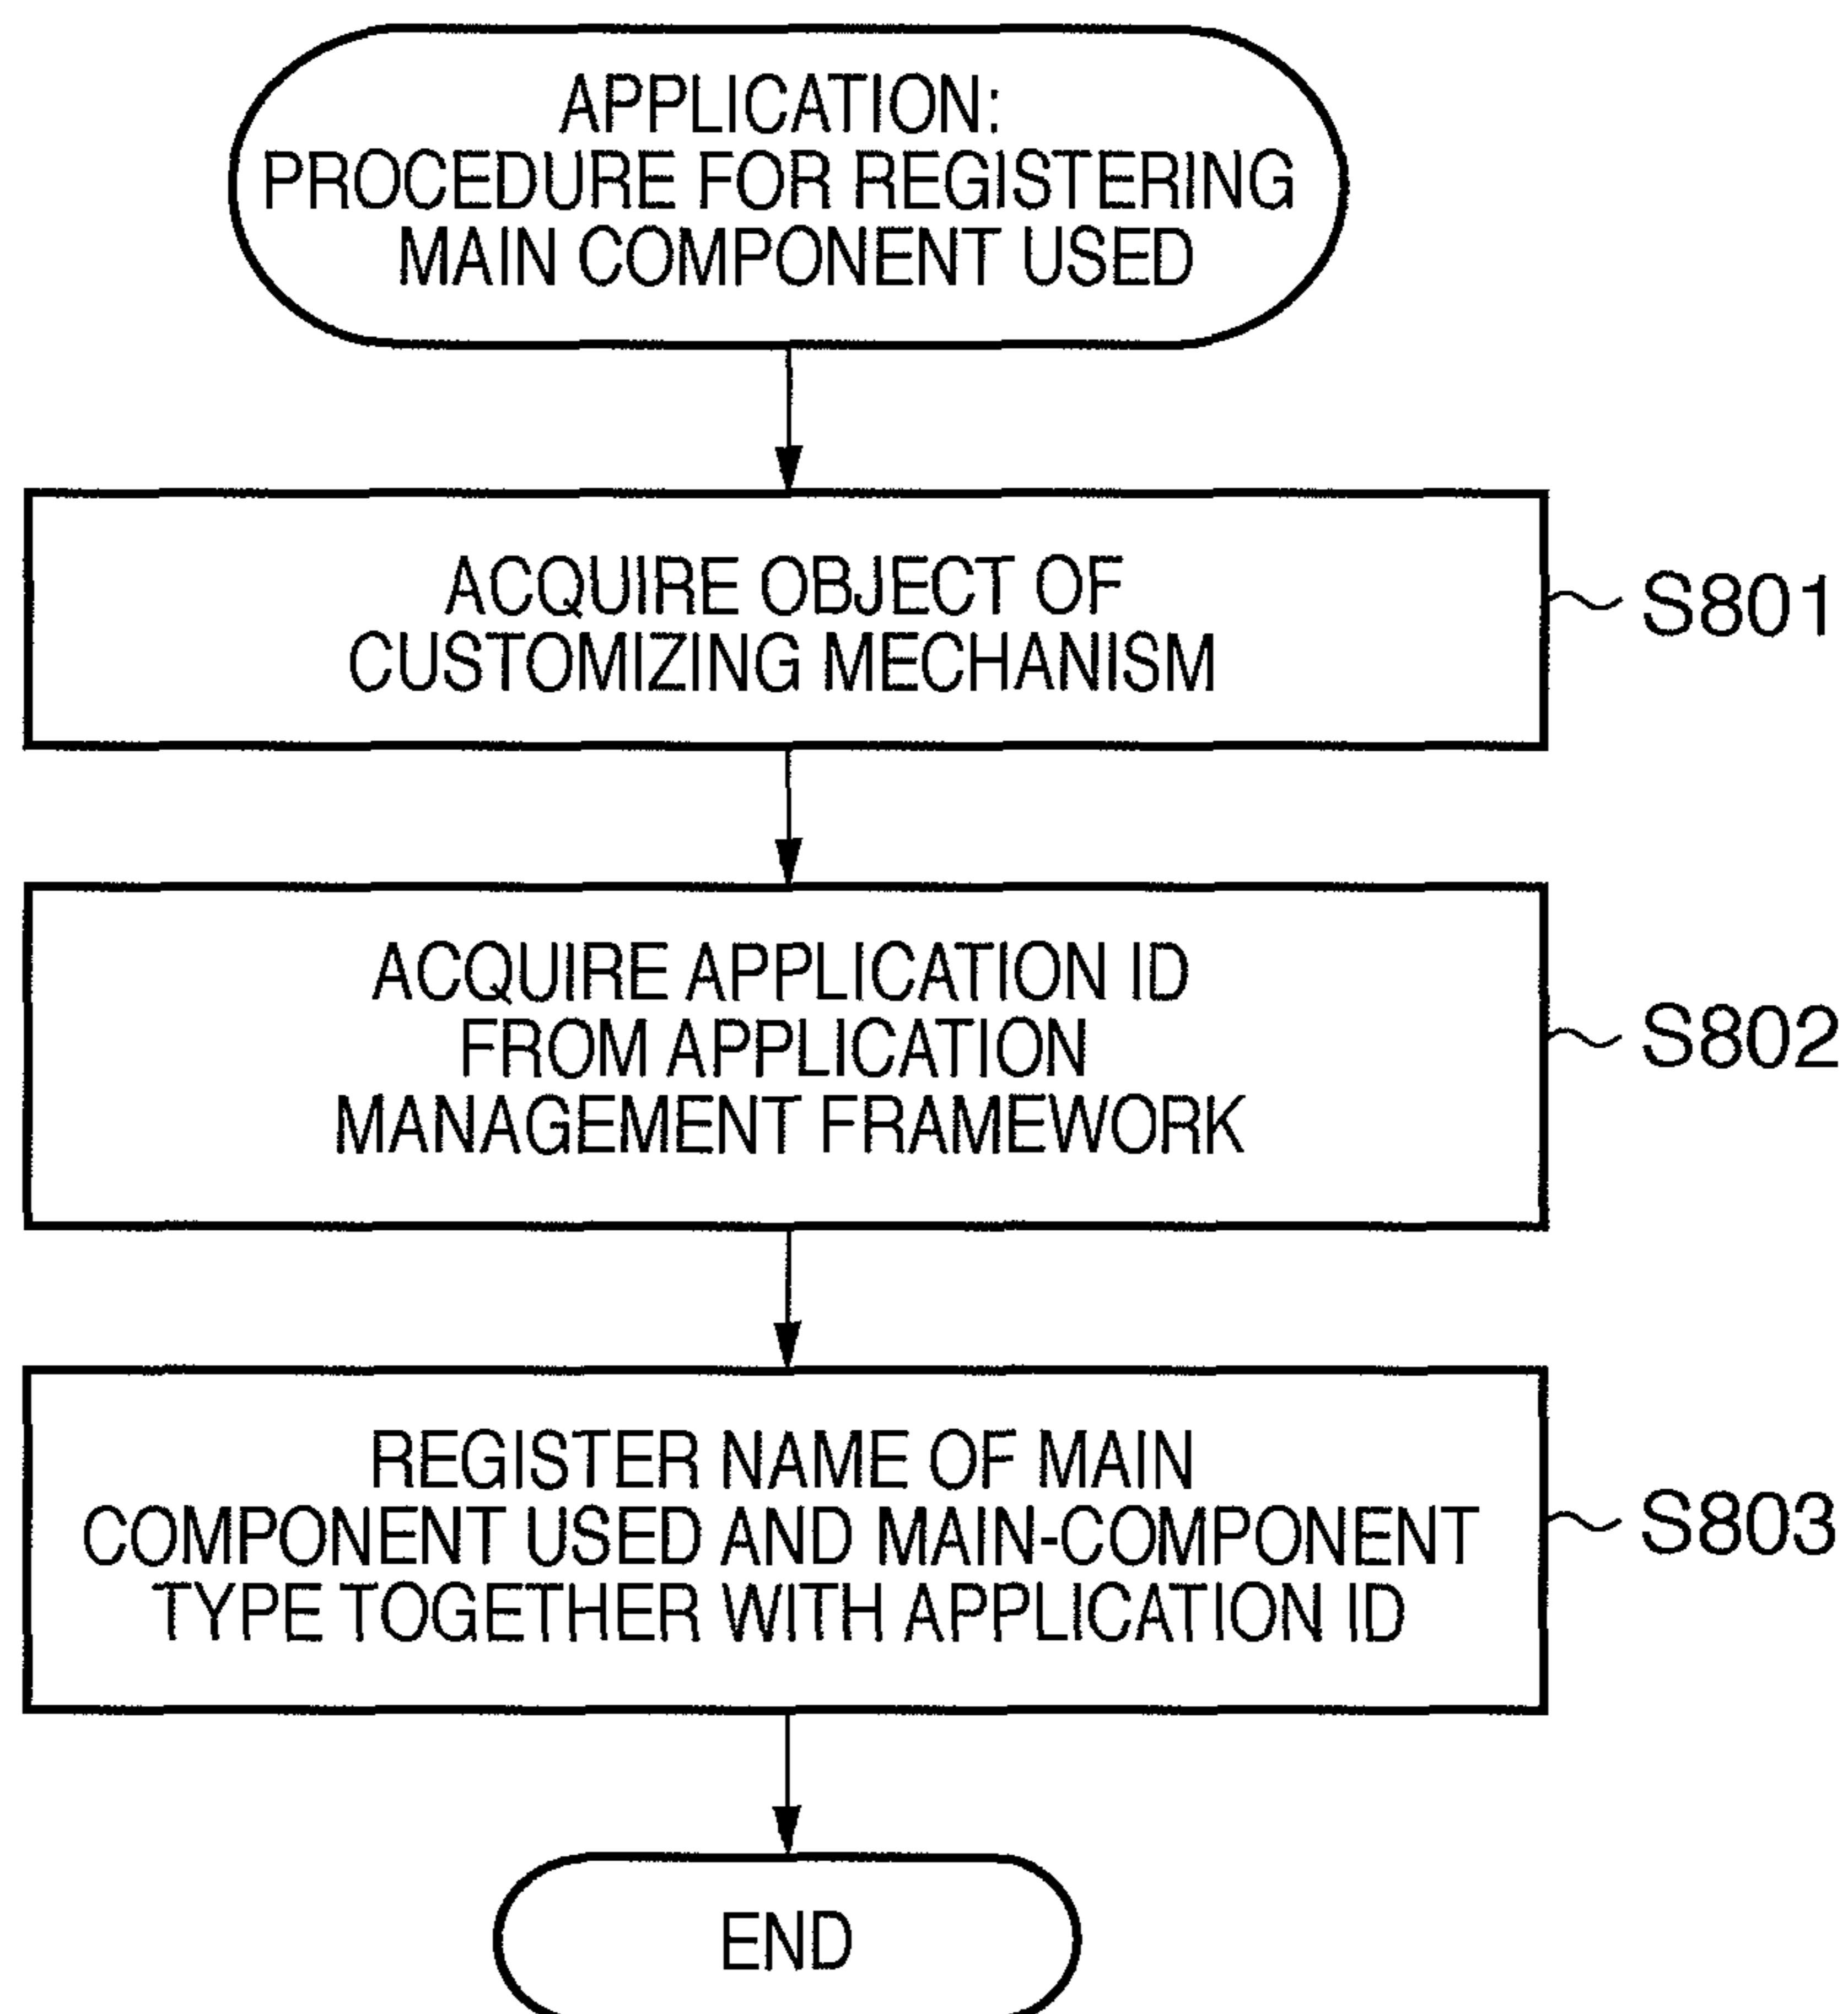 APPLICATION:
PROCEDURE FOR REGISTERING
MAIN COMPONENT USED
ACQUIRE OBJECT OF
CUSTOMIZING MECHANISM
S801
ACQUIRE APPLICATION ID
FROM APPLICATION
MANAGEMENT FRAMEWORK
S802
REGISTER NAME OF MAIN
COMPONENT USED AND MAIN-COMPONENT
TYPE TOGETHER WITH APPLICATION ID
S803
END